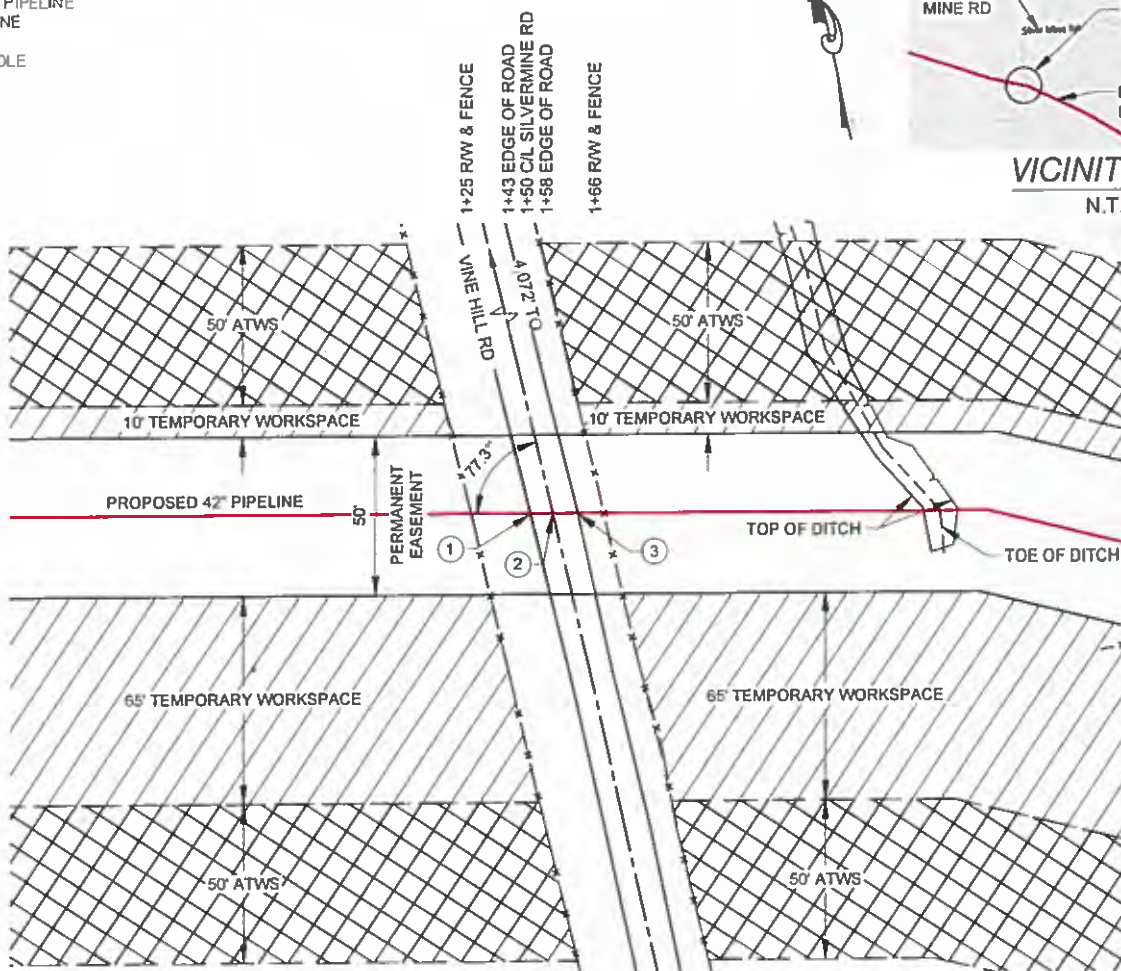 PIPELINE
NE
OLE
MINE RD
VICINIT
N.T.
1+25 R/W & FENCE
1+43 EDGE OF ROAD
1+50 C/L SILVERMINE RD
1+58 EDGE OF ROAD
1+66 R/W & FENCE
50' ATWS
VINE HILL RD
4,072' TO
50' ATWS
10' TEMPORARY WORKSPACE
10' TEMPORARY WORKSPACE
77.3°
PROPOSED 42" PIPELINE
50'
PERMANENT
EASEMENT
1
2
3
TOP OF DITCH
TOE OF DITCH
65' TEMPORARY WORKSPACE
65' TEMPORARY WORKSPACE
50' ATWS
50' ATWS